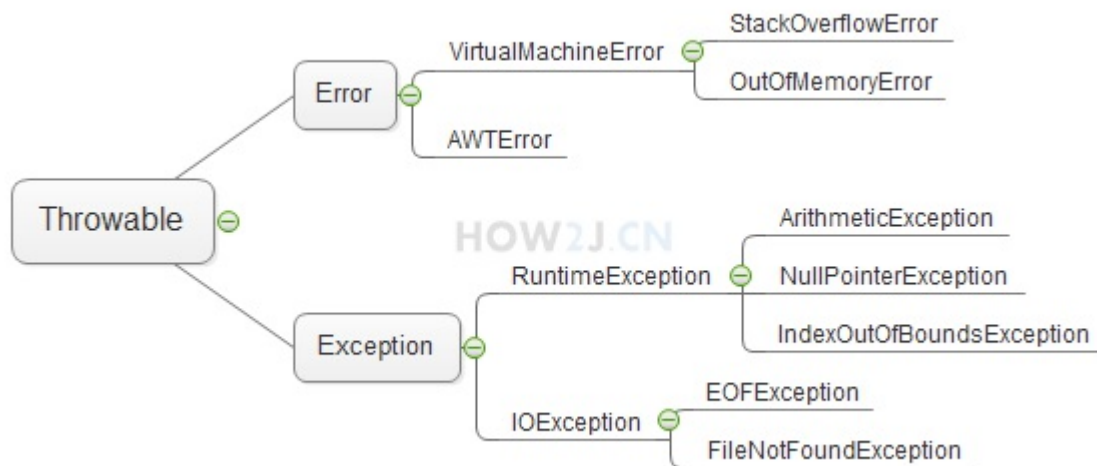 StackOverflowError
VirtualMachineError
Error
OutOfMemoryError
AWTError
Throwable
HOW2J.CN
ArithmeticException
RuntimeException
NullPointerException
IndexOutOfBoundsException
Exception
EOFException
IOException
FileNotFoundException